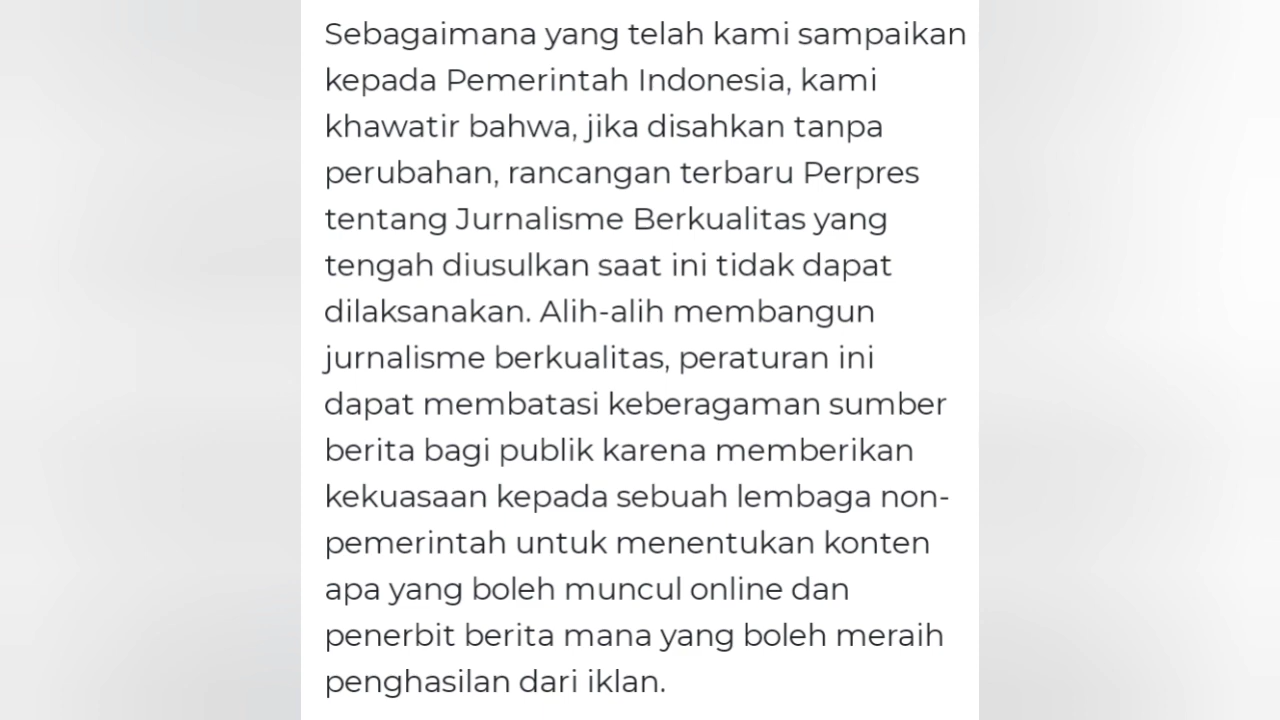 Sebagaimana yang telah kami sampaikan
kepada Pemerintah Indonesia, kami
khawatir bahwa, jika disahkan tanpa
perubahan, rancangan terbaru Perpres
tentang Jurnalisme Berkualitas yang
tengah diusulkan saat ini tidak dapat
dilaksanakan. Alih-alih membangun
jurnalisme berkualitas, peraturan ini
dapat membatasi keberagaman sumber
berita bagi publik karena memberikan
kekuasaan kepada sebuah lembaga non-
pemerintah untuk menentukan konten
apa yang boleh muncul online dan
penerbit berita mana yang boleh meraih
penghasilan dari iklan.